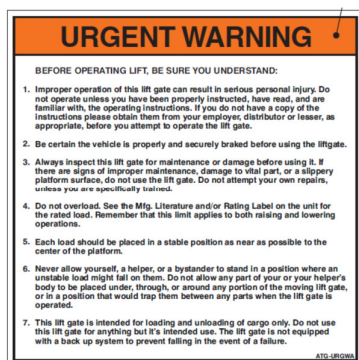 URGENT WARNING
BEFORE OPERATING LIFT, BE SURE YOU UNDERSTAND:
1. Improper operation of this lift gate can result in serious personal injury. Do
not operate unless you have been properly instructed, have read, and are
familiar with, the operating instructions. If you do not have a copy of the
instructions please obtain them from your employer, distributor or lesser, as
appropriate, before you attempt to operate the lift gate.
2. Be certain the vehicle is properly and securely braked before using the liftgate.
3. Always inspect this lift gate for maintenance or damage before using it. If
there are signs of improper maintenance, damage to vital part, or a slippery
platform surface, do not use the lift gate. Do not attempt your own repairs,
unless you are specifically trained.
4. Do not overload. See the Mfg. Literature and/or Rating Label on the unit for
the rated load. Remember that this limit applies to both raising and lowering
operations.
5. Each load should be placed in a stable position as near as possible to the
center of the platform.
6. Never allow yourself, a helper, or a bystander to stand in a position where an
unstable load might fall on them. Do not allow any part of your or your helper's
body to be placed under, through, or around any portion of the moving lift gate,
or in a position that would trap them between any parts when the lift gate is
operated.
7. This lift gate is intended for loading and unloading of cargo only. Do not use
this lift gate for anything but it's intended use. The lift gate is not equipped
with a back up system to prevent falling in the event of a failure.
ATG-URGWA